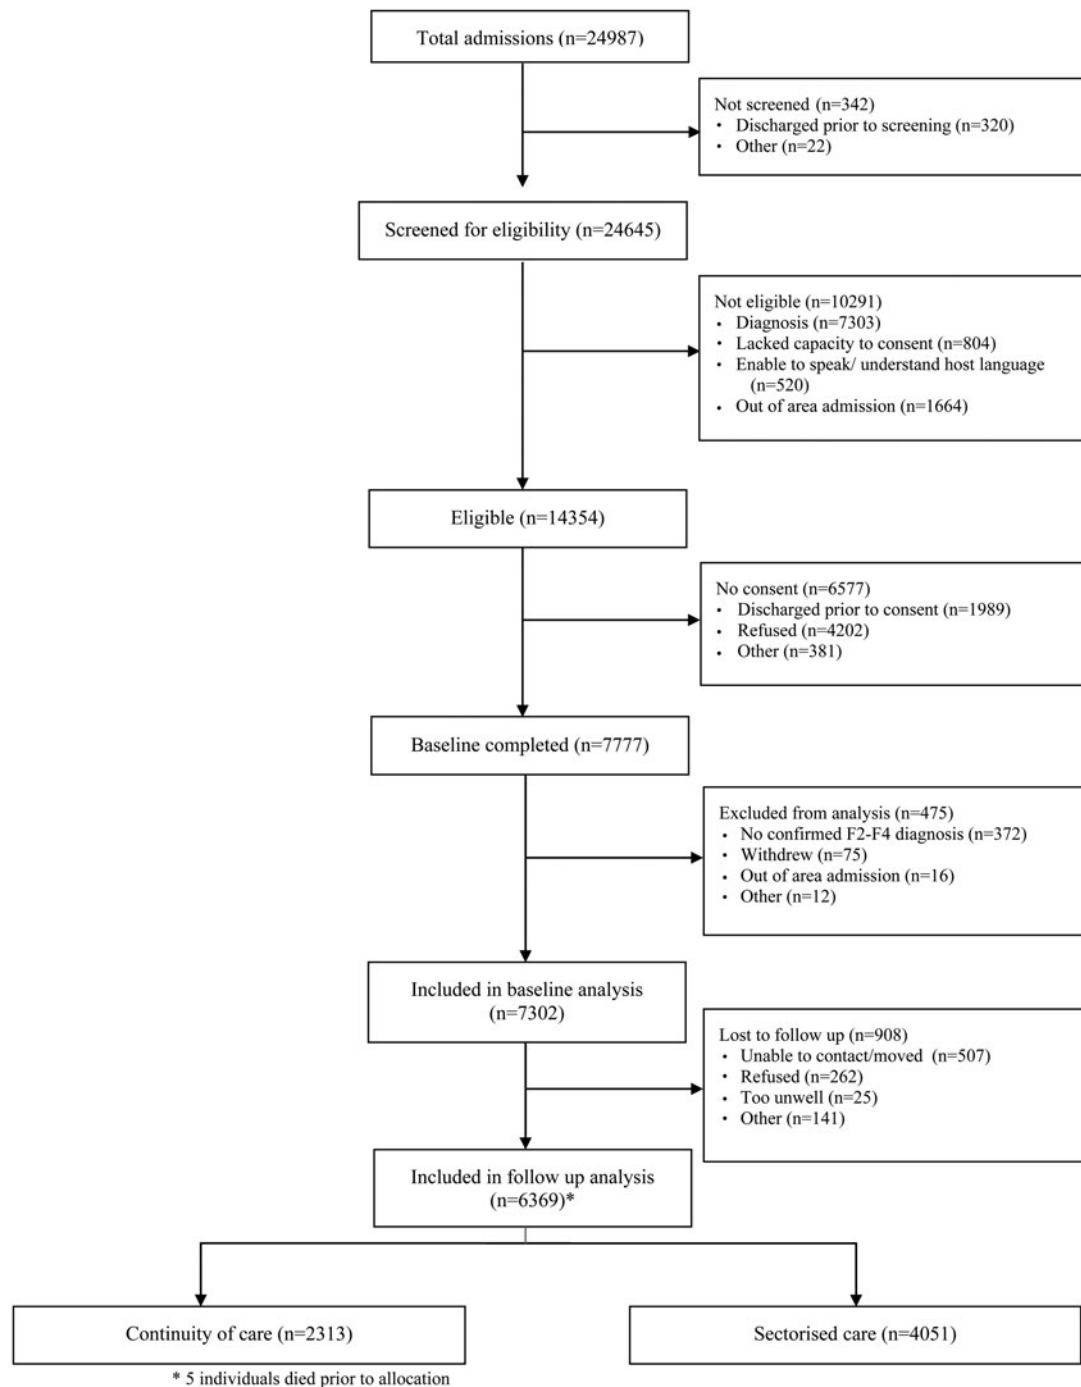 Total admissions (n=24987)
Not screened (n=342)
• Discharged prior to screening (n=320)
• Other (n=22)
Screened for eligibility (n=24645)
Not eligible (n=10291)
• Diagnosis (n=7303)
• Lacked capacity to consent (n=804)
• Enable to speak/ understand host language
(n=520)
• Out of area admission (n=1664)
Eligible (n=14354)
No consent (n=6577)
• Discharged prior to consent (n=1989)
• Refused (n=4202)
• Other (n=381)
Baseline completed (n=7777)
Excluded from analysis (n=475)
• No confirmed F2-F4 diagnosis (n=372)
• Withdrew (n=75)
• Out of area admission (n=16)
• Other (n=12)
Included in baseline analysis
(n=7302)
Lost to follow up (n=908)
• Unable to contact/moved (n=507)
• Refused (n=262)
• Too unwell (n=25)
• Other (n=141)
Included in follow up analysis
(n=6369)*
Continuity of care (n=2313)
Sectorised care (n=4051)
* 5 individuals died prior to allocation